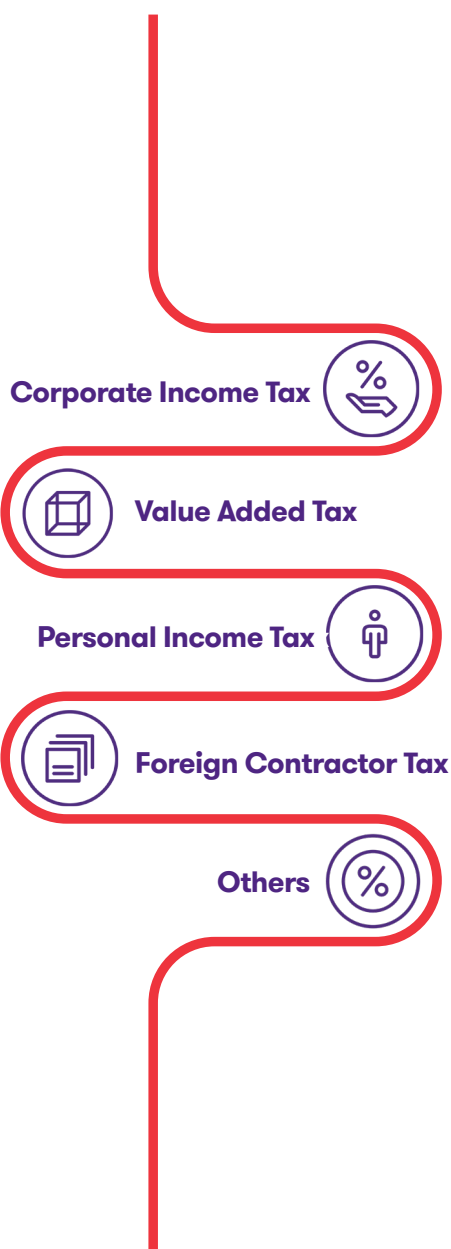 Corporate Income Tax
Value Added Tax
Personal Income Tax
Foreign Contractor Tax
Others